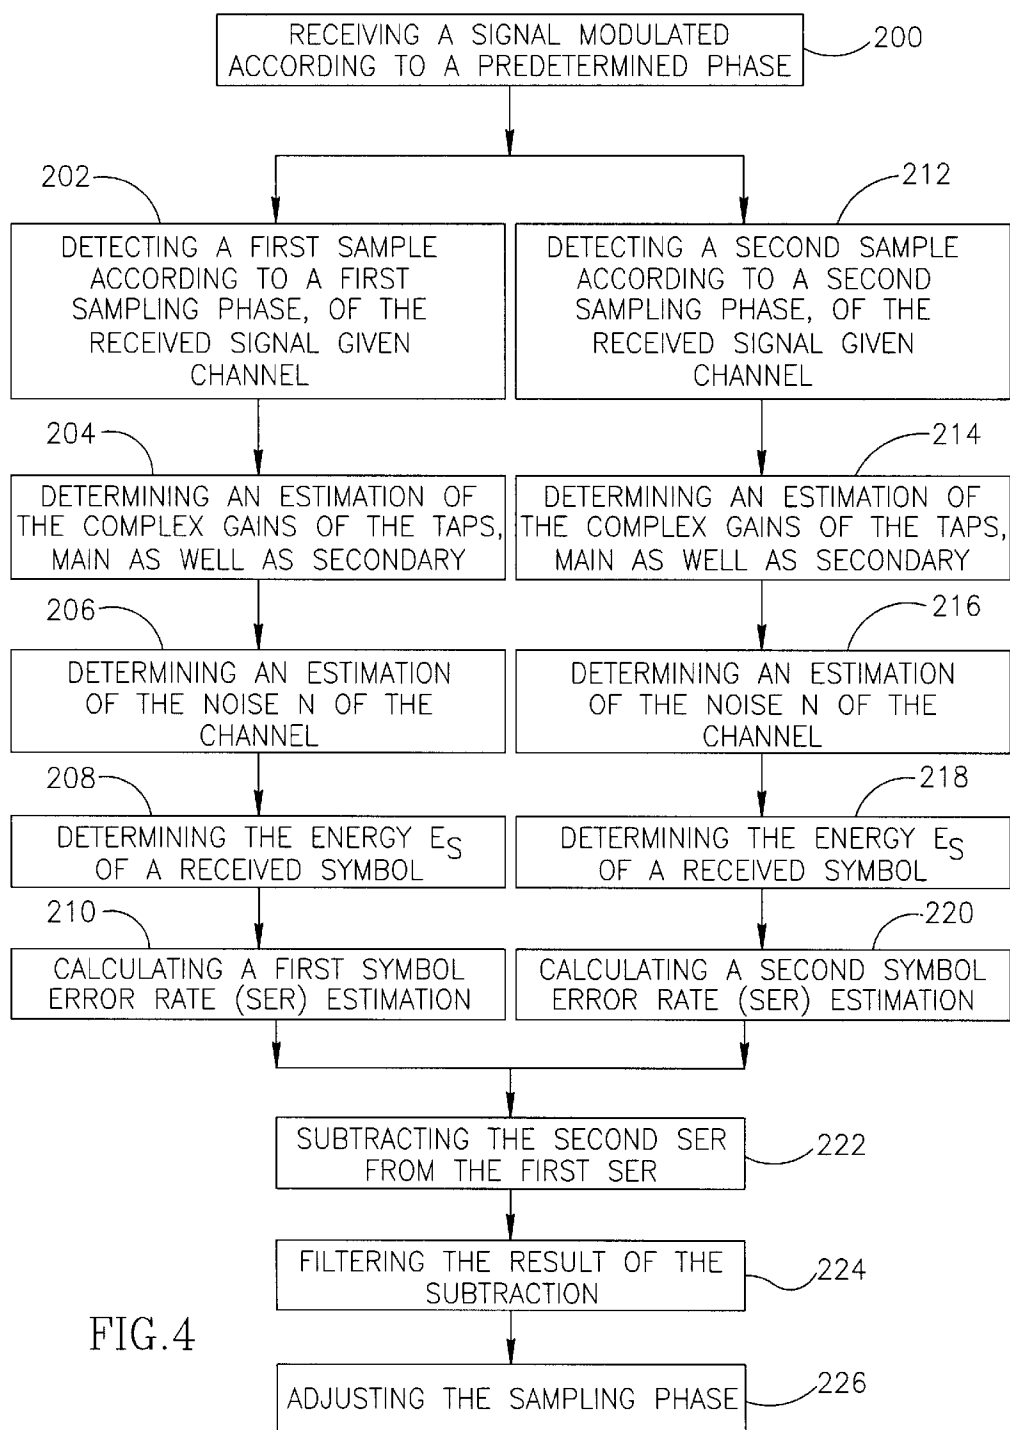 RECEIVING A SIGNAL MODULATED
ACCORDING TO A PREDETERMINED PHASE
200
202
DETECTING A FIRST SAMPLE
ACCORDING TO A FIRST
SAMPLING PHASE, OF THE
RECEIVED SIGNAL GIVEN
CHANNEL
212
DETECTING A SECOND SAMPLE
ACCORDING TO A SECOND
SAMPLING PHASE, OF THE
RECEIVED SIGNAL GIVEN
CHANNEL
204
DETERMINING AN ESTIMATION OF
THE COMPLEX GAINS OF THE TAPS,
MAIN AS WELL AS SECONDARY
214
DETERMINING AN ESTIMATION OF
THE COMPLEX GAINS OF THE TAPS,
MAIN AS WELL AS SECONDARY
206
DETERMINING AN ESTIMATION
OF THE NOISE N OF THE
CHANNEL
216
DETERMINING AN ESTIMATION
OF THE NOISE N OF THE
CHANNEL
208
DETERMINING THE ENERGY ES
OF A RECEIVED SYMBOL
218
DETERMINING THE ENERGY ES
OF A RECEIVED SYMBOL
210
CALCULATING A FIRST SYMBOL
ERROR RATE (SER) ESTIMATION
220
CALCULATING A SECOND SYMBOL
ERROR RATE (SER) ESTIMATION
SUBTRACTING THE SECOND SER
FROM THE FIRST SER
222
FILTERING THE RESULT OF THE
SUBTRACTION
224
FIG.4
ADJUSTING THE SAMPLING PHASE
226